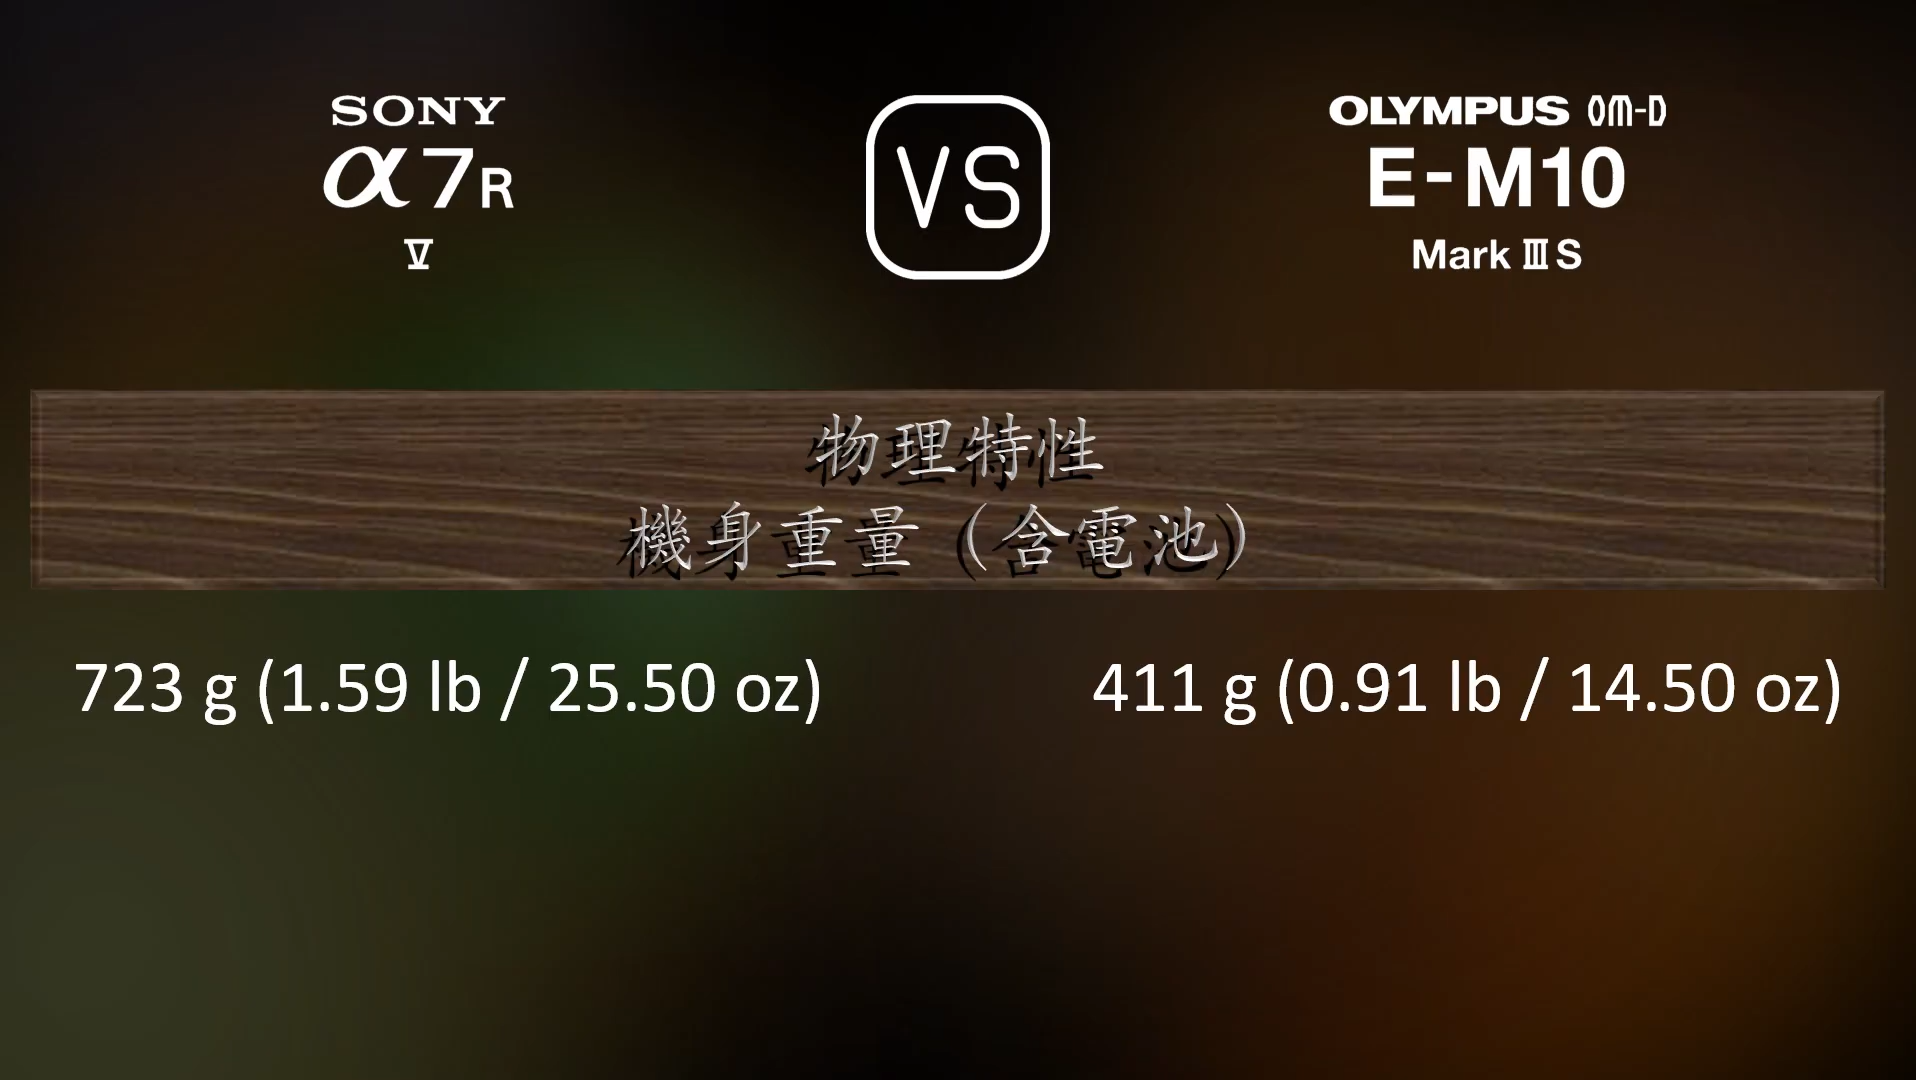 SONY
α7R
V
VS
OLYMPUS OM-D
E-M10
Mark III S
物理特性
機身重量（含電池）
723 g (1.59 lb / 25.50 oz)
411 g (0.91 lb / 14.50 oz)